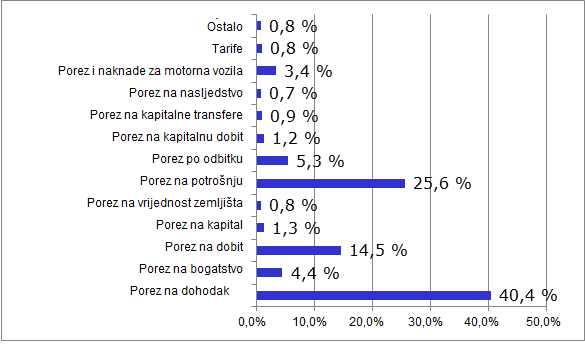 Ostalo 0,8 %
Tarife 0,8 %
Porez i naknade za motorna vozila 3,4 %
Porez na nasljedstvo 0,7 %
Porez na kapitalne transfere 0,9 %
Porez na kapitalnu dobit 1,2 %
Porez po odbitku 5,3 %
Porez na potrošnju 25,6 %
Porez na vrijednost zemljišta 0,8 %
Porez na kapital 1,3 %
Porez na dobit 14,5 %
Porez na bogatstvo 4,4 %
Porez na dohodak 40,4 %
0,0% 10,0% 20,0% 30,0% 40,0% 50,0%